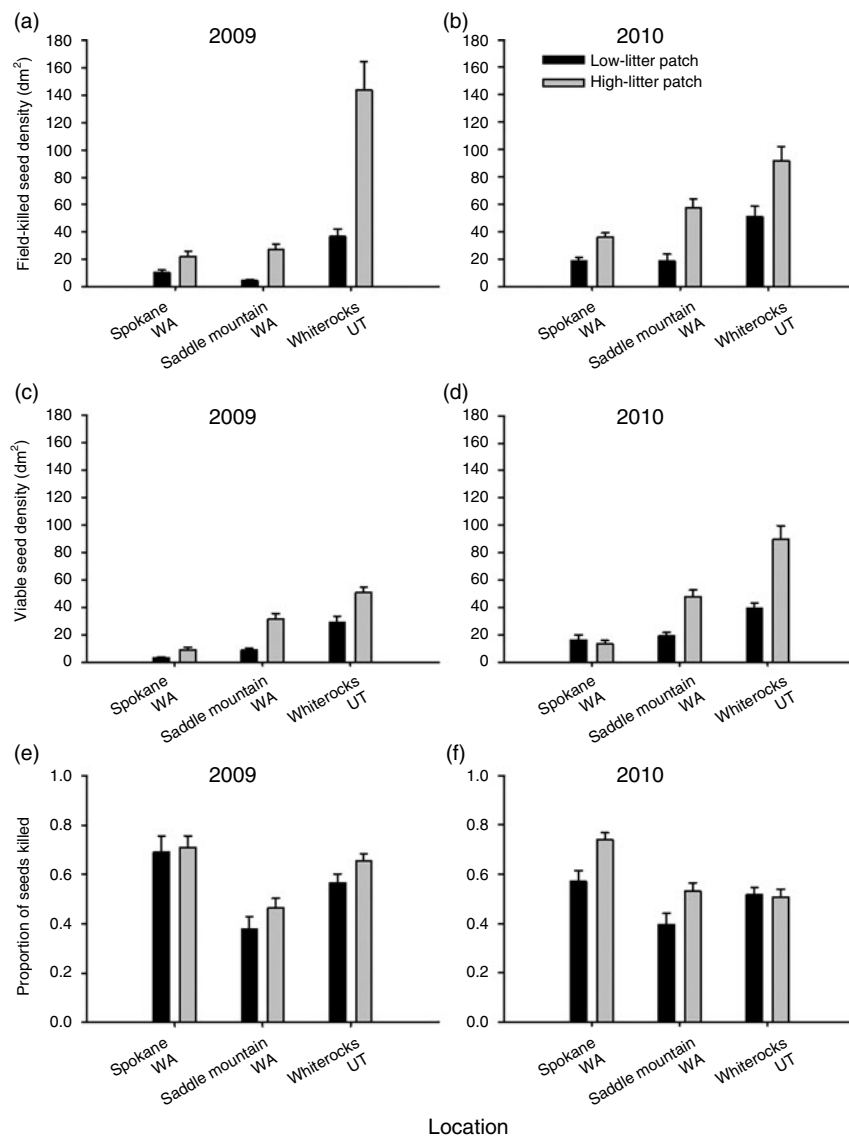 (a)
2009
Field-killed seed density (dm2)
180
160
140
120
100
80
60
40
20
0
Spokane
WA
Saddle mountain
WA
Whiterocks
UT
(b)
2010
Low-litter patch
High-litter patch
180
160
140
120
100
80
60
40
20
0
Spokane
WA
Saddle mountain
WA
Whiterocks
UT
(c)
2009
Viable seed density (dm2)
180
160
140
120
100
80
60
40
20
0
Spokane
WA
Saddle mountain
WA
Whiterocks
UT
(d)
2010
180
160
140
120
100
80
60
40
20
0
Spokane
WA
Saddle mountain
WA
Whiterocks
UT
(e)
2009
Proportion of seeds killed
1.0
0.8
0.6
0.4
0.2
0.0
Spokane
WA
Saddle mountain
WA
Whiterocks
UT
(f)
2010
1.0
0.8
0.6
0.4
0.2
0.0
Spokane
WA
Saddle mountain
WA
Whiterocks
UT
Location